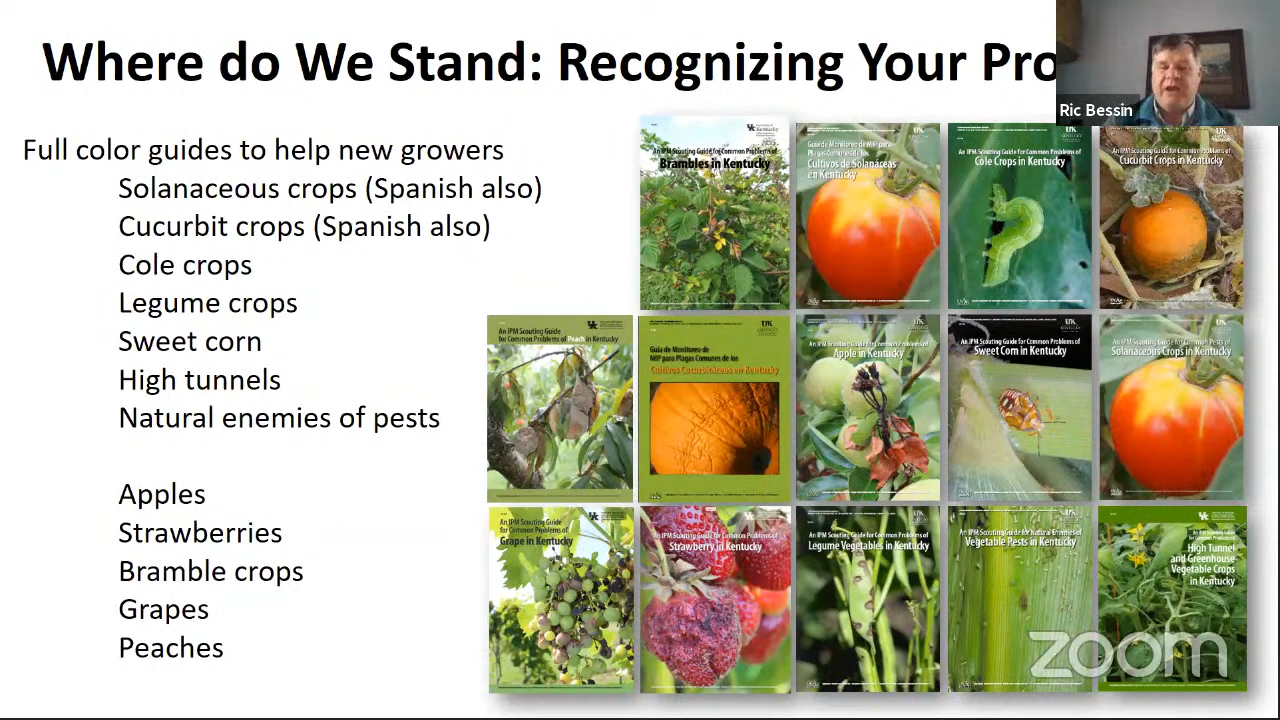 Where do We Stand: Recognizing Your Pro
Ric Bessin
Full color guides to help new growers
Solanaceous crops (Spanish also)
Cucurbit crops (Spanish also)
Cole crops
Legume crops
Sweet corn
High tunnels
Natural enemies of pests
Apples
Strawberries
Bramble crops
Grapes
Peaches
An IPM Scouting Guide for Common Problems of
Brambles in Kentucky
Guía de Monitoreo de MIP para
Plagas Comunes de los
Cultivos de Solanáceas
en Kentucky
An IPM Scouting Guide for Common Problems of
Cole Crops in Kentucky
An IPM Scouting Guide for Common Problems of
Cucurbit Crops in Kentucky
An IPM Scouting Guide
for Common Problems of Peach in Kentucky
Guía de Monitoreo de
MIP para Plagas Comunes de los
Cultivos Cucurbitáceos en Kentucky
An IPM Scouting Guide for Common Problems of
Apple in Kentucky
An IPM Scouting Guide for Common Problems of
Sweet Corn in Kentucky
An IPM Scouting Guide for Common Pests of
Solanaceous Crops in Kentucky
An IPM Scouting Guide
for Common Problems of
Grape in Kentucky
An IPM Scouting Guide for Common Problems of
Strawberry in Kentucky
An IPM Scouting Guide for Common Problems of
Legume Vegetables in Kentucky
An IPM Scouting Guide for Natural Enemies of
Vegetable Pests in Kentucky
An IPM Scouting Guide
for Common Problems of
High Tunnel
and Greenhouse
Vegetable Crops
in Kentucky
zoom